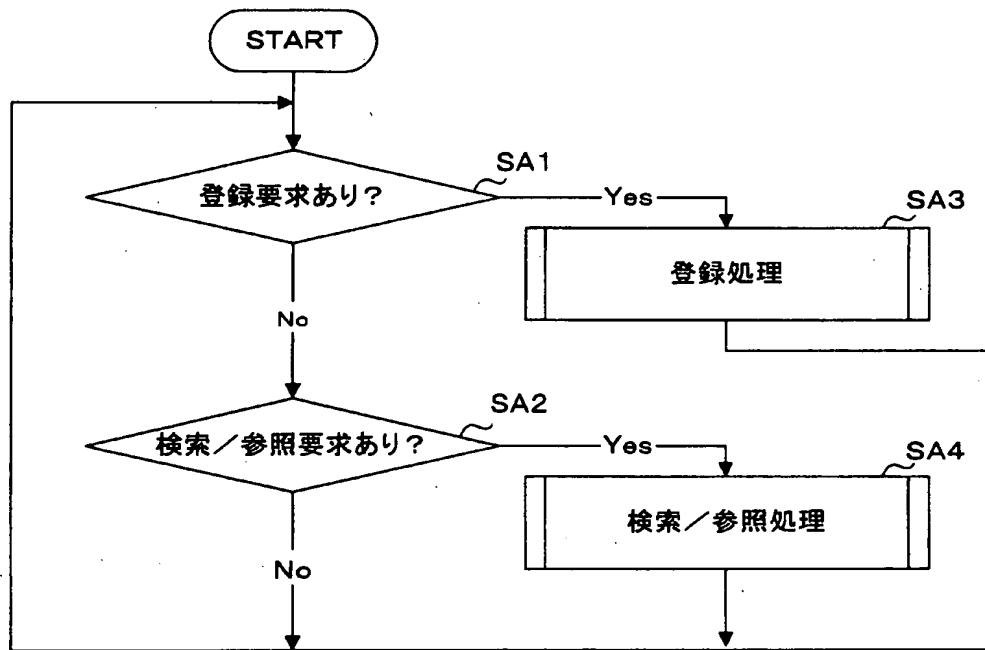 START
SA1
登録要求あり?
Yes
SA3
登録処理
No
SA2
検索/参照要求あり?
Yes
SA4
検索/参照処理
No